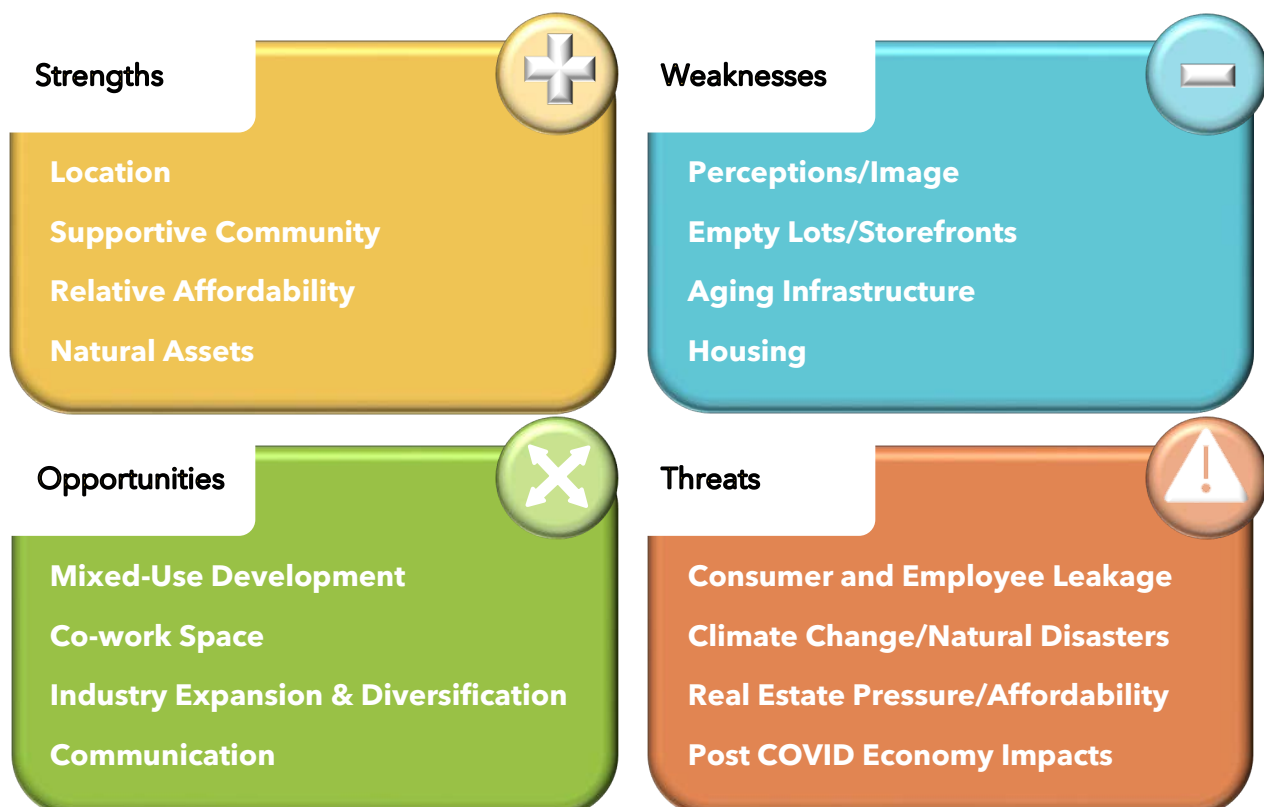 Strengths
Location
Supportive Community
Relative Affordability
Natural Assets
Weaknesses
Perceptions/Image
Empty Lots/Storefronts
Aging Infrastructure
Housing
Opportunities
Mixed-Use Development
Co-work Space
Industry Expansion & Diversification
Communication
Threats
Consumer and Employee Leakage
Climate Change/Natural Disasters
Real Estate Pressure/Affordability
Post COVID Economy Impacts